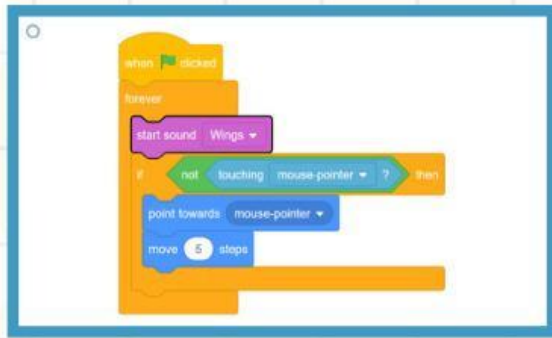 when clicked
forever
start sound Wings
if not touching mouse-pointer ? then
point towards mouse-pointer
move 5 steps